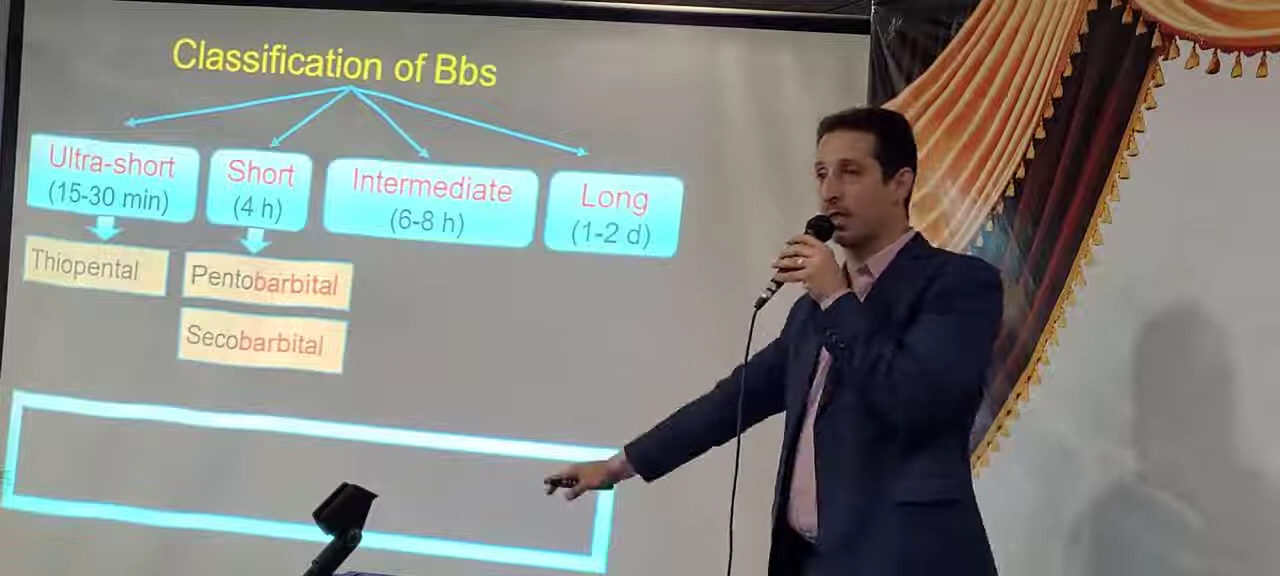 Classification of Bbs
Ultra-short
(15-30 min)
Short
(4 h)
Intermediate
(6-8 h)
Long
(1-2 d)
Thiopental
Pentobarbital
Secobarbital